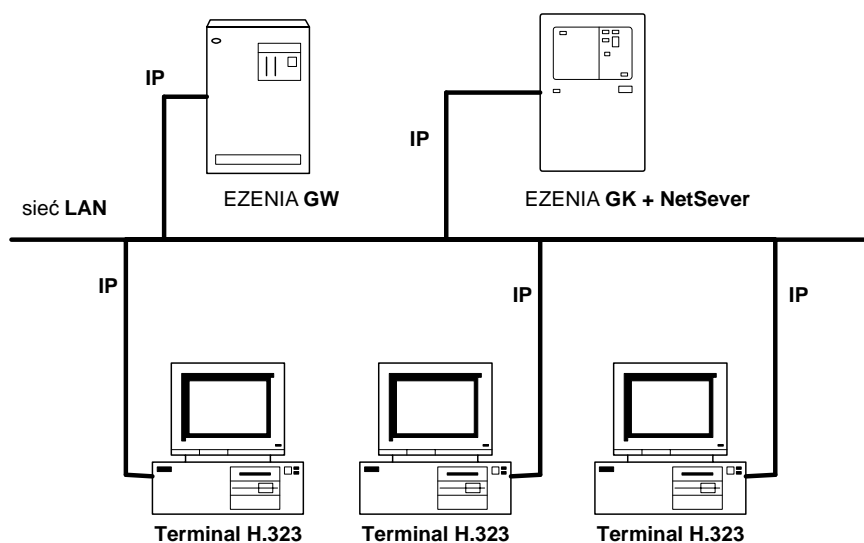 IP
IP
EZENIA GW
EZENIA GK + NetSever
sieć LAN
IP
IP
IP
Terminal H.323
Terminal H.323
Terminal H.323